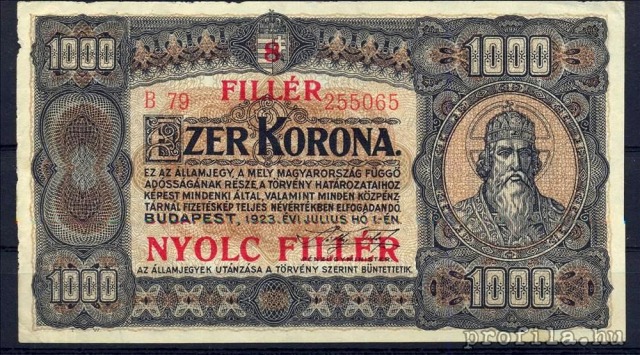 1000 1000
8
FILLÉR
B 79 255065
EZER KORONA.
EZ AZ ÁLLAMJEGY, A MELY MAGYARORSZÁG FÜGGŐ
ADÓSSÁGÁNAK RÉSZE, A TÖRVÉNY HATÁROZATAIHOZ
KÉPEST MINDENKI ÁLTAL, VALAMINT MINDEN KÖZPÉNZ-
TÁRNÁL FIZETÉSKÉP TELJES NÉVÉRTÉKBEN ELFOGADANDÓ
BUDAPEST, 1923. ÉVI JULIUS HÓ 1-ÉN.
NYOLC FILLÉR
PÉNZÜGYMINISTER
AZ ÁLLAMJEGYEK UTÁNZÁSA A TÖRVÉNY SZERINT BÜNTETTETIK.
1000 1000
profila.hu